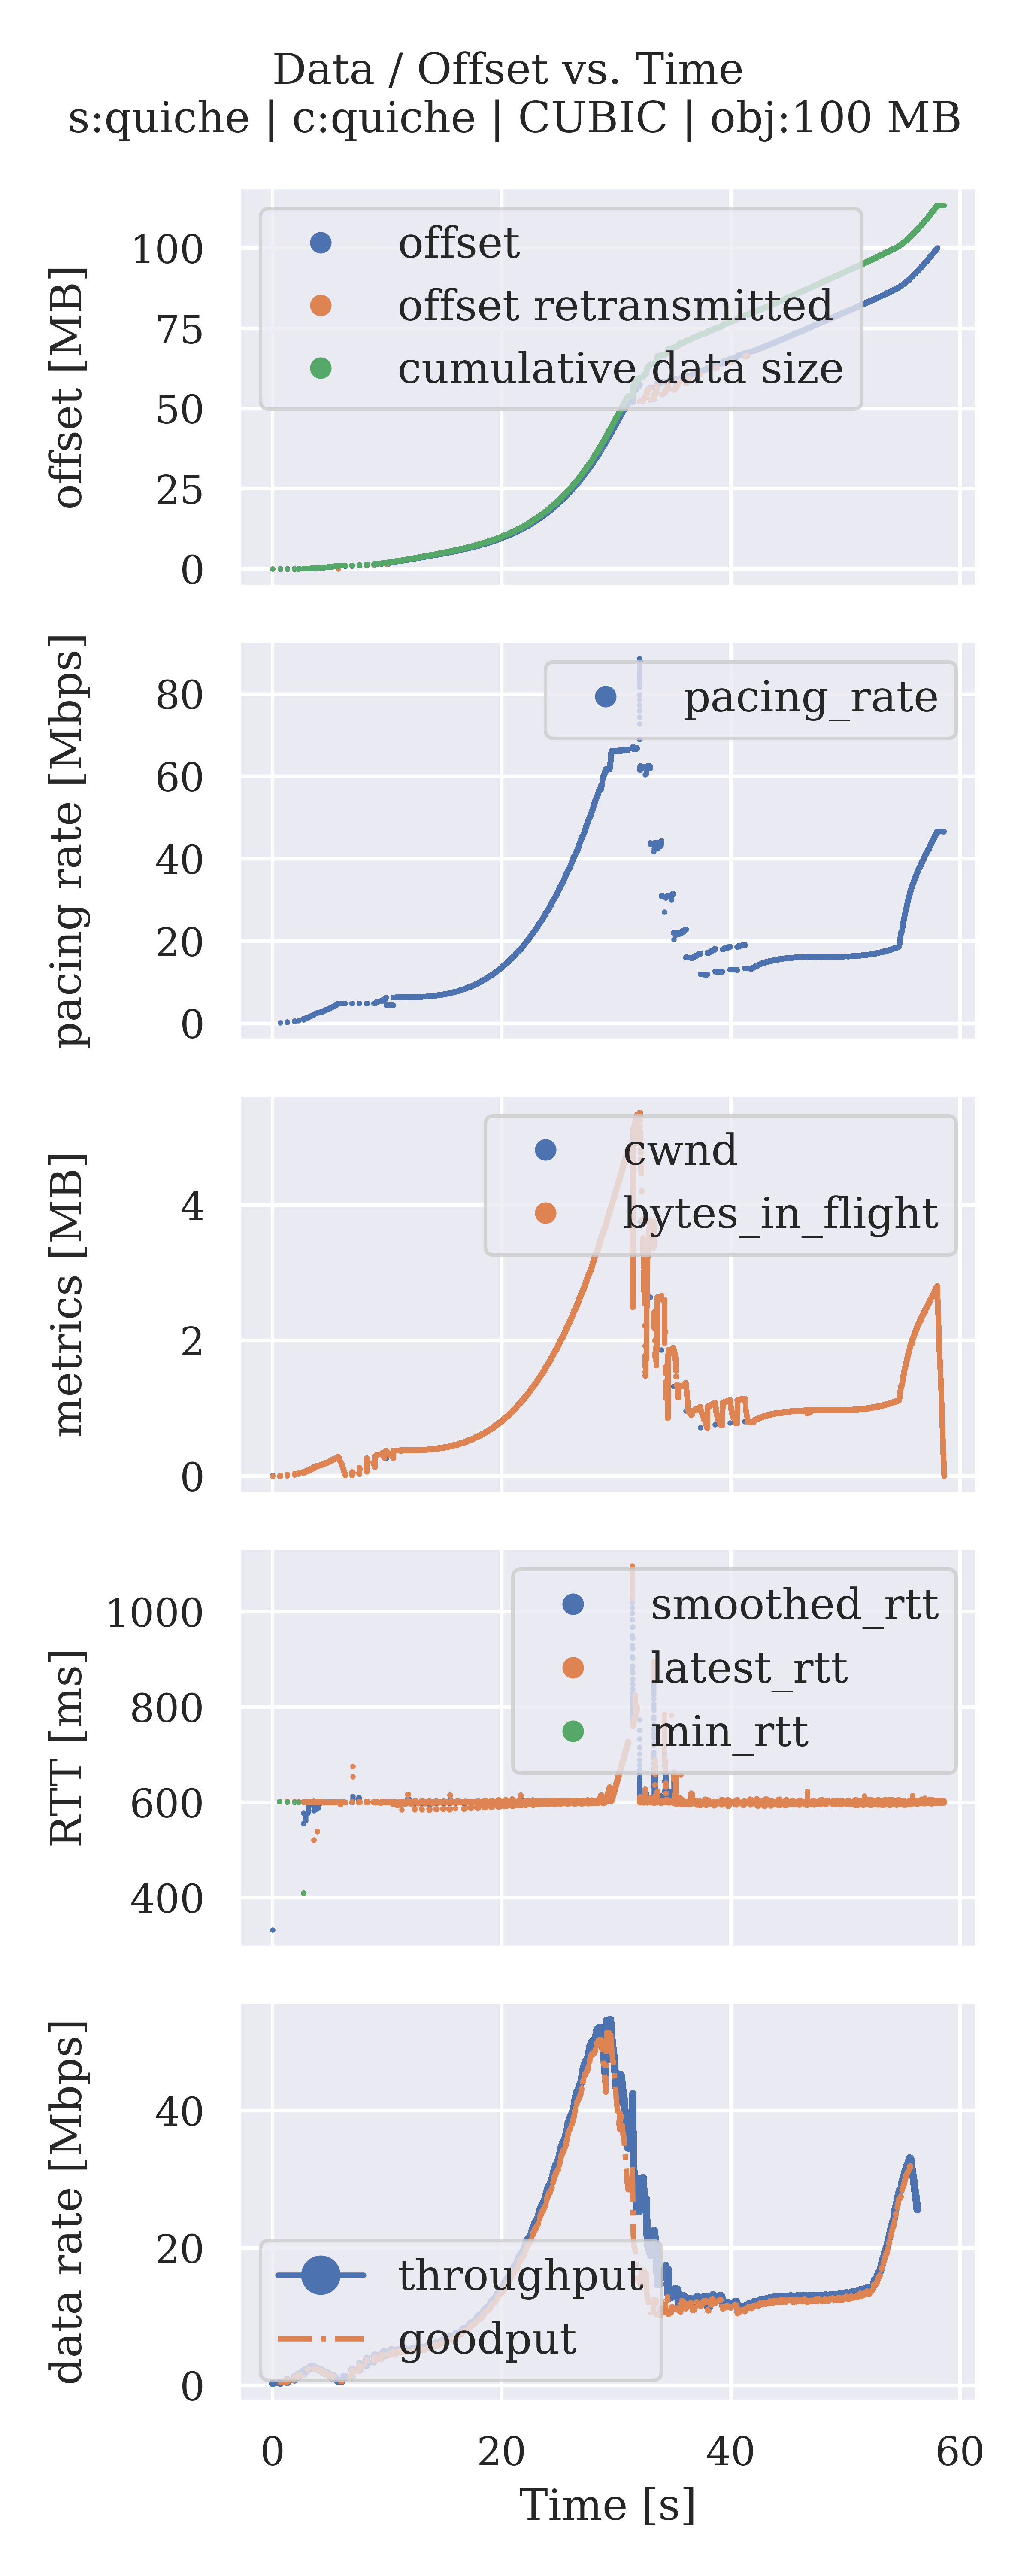 Data / Offset vs. Time
s:quiche | c:quiche | CUBIC | obj:100 MB
offset [MB]
100
75
50
25
0
offset
offset retransmitted
cumulative data size
pacing rate [Mbps]
80
60
40
20
0
pacing_rate
metrics [MB]
4
2
0
cwnd
bytes_in_flight
RTT [ms]
1000
800
600
400
smoothed_rtt
latest_rtt
min_rtt
data rate [Mbps]
40
20
0
throughput
goodput
0 20 40 60
Time [s]